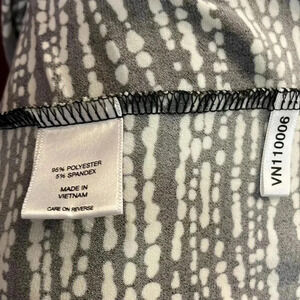 95% POLYESTER
5% SPANDEX
MADE IN
VIETNAM
CARE ON REVERSE
VN110006